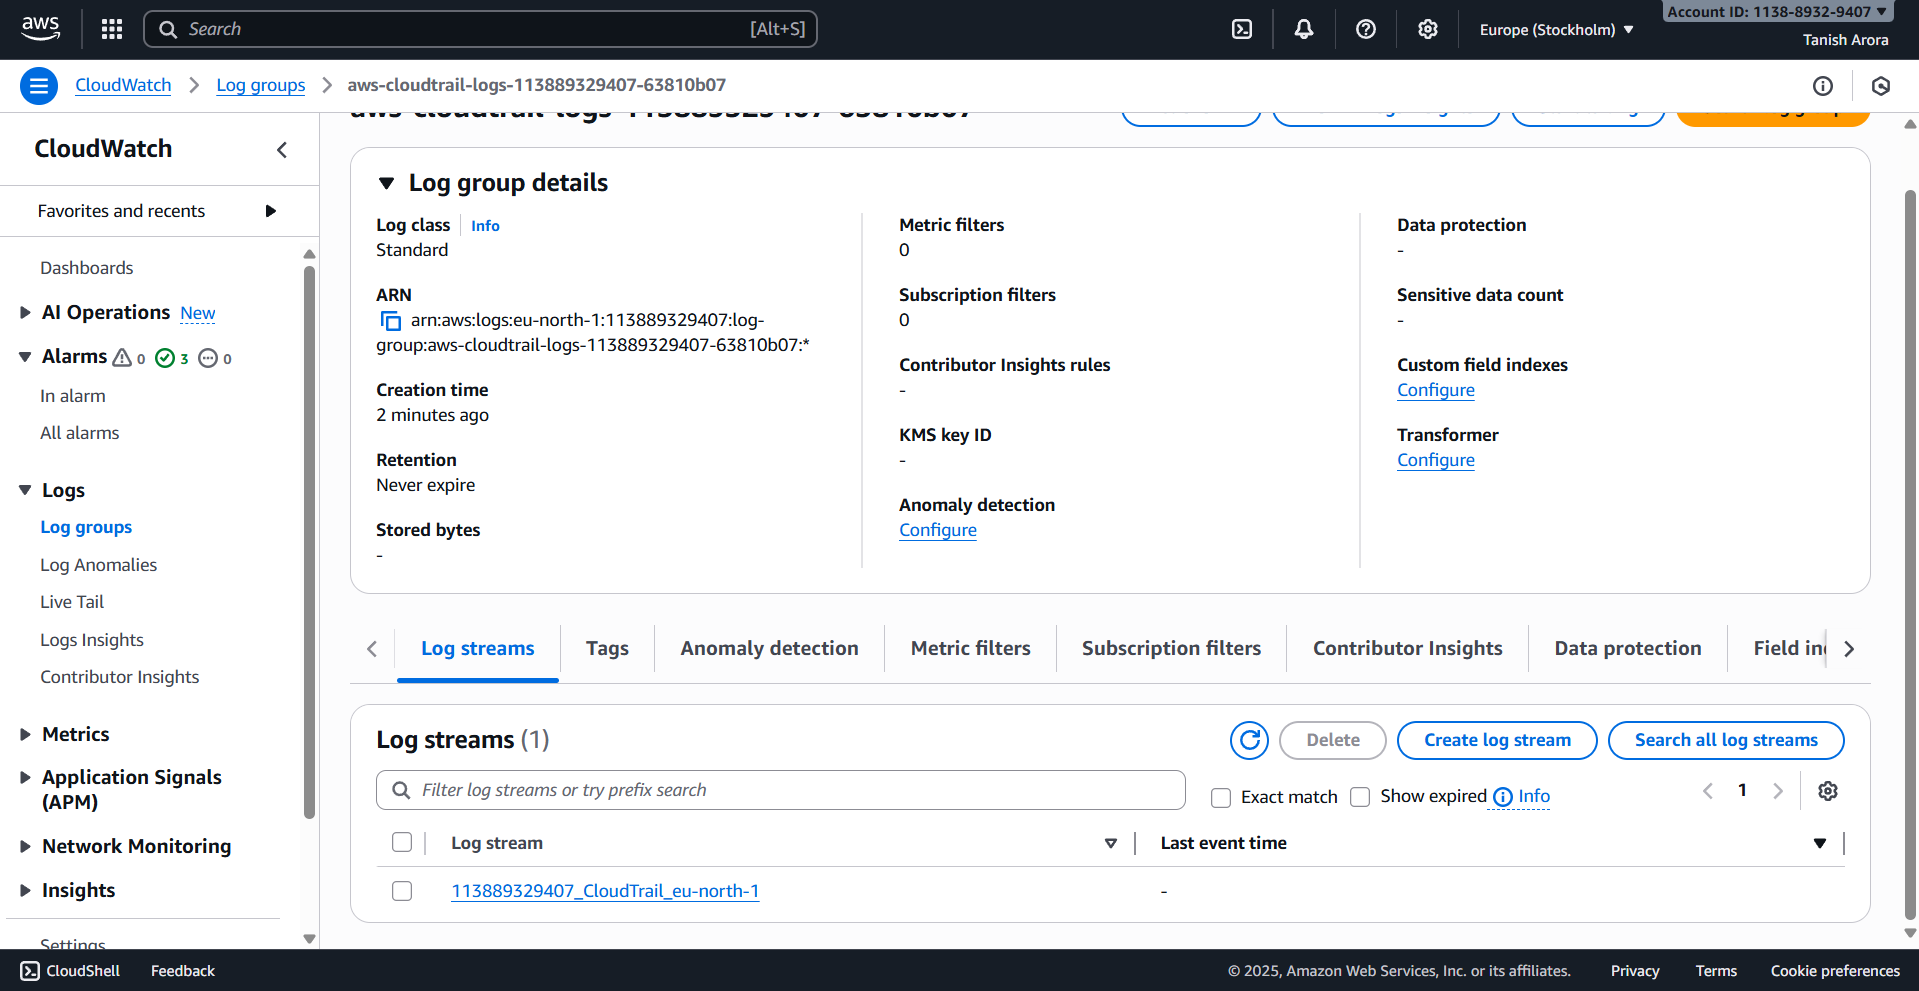 aws
Search
[Alt+S]
Europe (Stockholm)
Account ID: 1138-8932-9407
Tanish Arora
CloudWatch
Log groups
aws-cloudtrail-logs-113889329407-63810b07
CloudWatch
Favorites and recents
Dashboards
AI Operations New
Alarms 0 3 0
In alarm
All alarms
Logs
Log groups
Log Anomalies
Live Tail
Logs Insights
Contributor Insights
Metrics
Application Signals
(APM)
Network Monitoring
Insights
Settings
aws-cloudtrail-logs-113889329407-63810b07
Log group details
Log class Info
Standard
ARN
arn:aws:logs:eu-north-1:113889329407:log-
group:aws-cloudtrail-logs-113889329407-63810b07:*
Creation time
2 minutes ago
Retention
Never expire
Stored bytes
-
Metric filters
0
Subscription filters
0
Contributor Insights rules
-
KMS key ID
-
Anomaly detection
Configure
Data protection
-
Sensitive data count
-
Custom field indexes
Configure
Transformer
Configure
Log streams
Tags
Anomaly detection
Metric filters
Subscription filters
Contributor Insights
Data protection
Field in
Log streams (1)
Delete
Create log stream
Search all log streams
Filter log streams or try prefix search
Exact match
Show expired
Info
1
Log stream
Last event time
113889329407_CloudTrail_eu-north-1
-
CloudShell
Feedback
© 2025, Amazon Web Services, Inc. or its affiliates.
Privacy
Terms
Cookie preferences